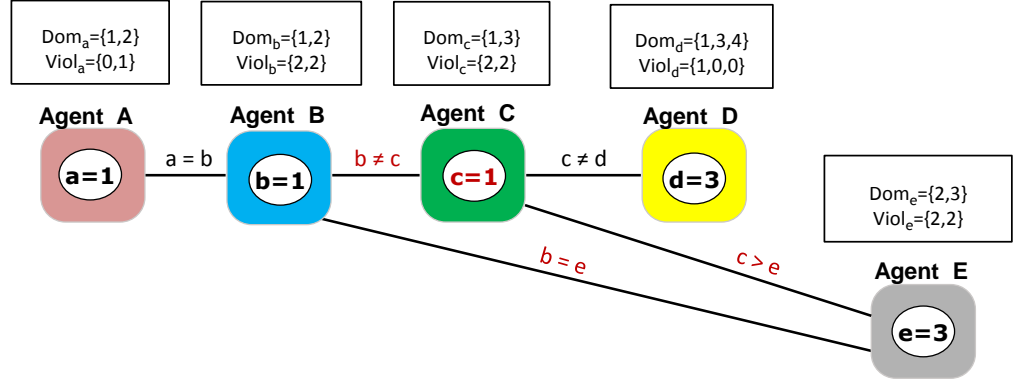 Domₐ={1,2}
Violₐ={0,1}
Dom_b={1,2}
Viol_b={2,2}
Dom_c={1,3}
Viol_c={2,2}
Dom_d={1,3,4}
Viol_d={1,0,0}
Agent A
Agent B
Agent C
Agent D
a=1
a = b
b=1
b ≠ c
c=1
c ≠ d
d=3
Dom_e={2,3}
Viol_e={2,2}
b = e
c > e
Agent E
e=3